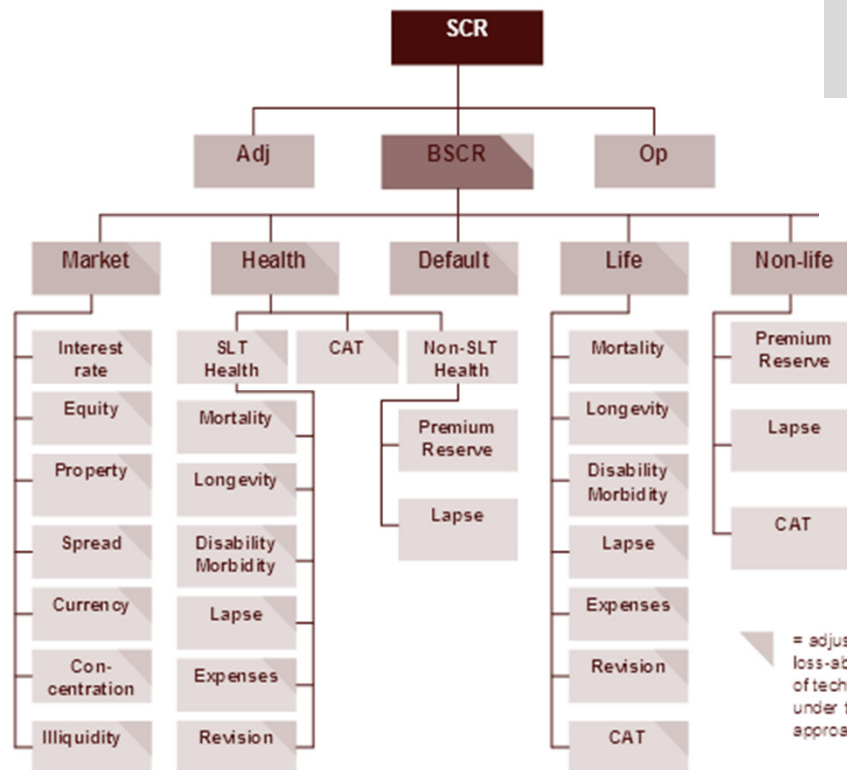 SCR
Adj
BSCR
Op
Market
Health
Default
Life
Non-life
Interest
rate
Equity
Property
Spread
Currency
Con-
centration
Illiquidity
SLT
Health
Mortality
Longevity
Disability
Morbidity
Lapse
Expenses
Revision
CAT
Non-SLT
Health
Premium
Reserve
Lapse
Mortality
Longevity
Disability
Morbidity
Lapse
Expenses
Revision
CAT
Premium
Reserve
Lapse
CAT
= adjus
loss-ab
of tech
under t
approa